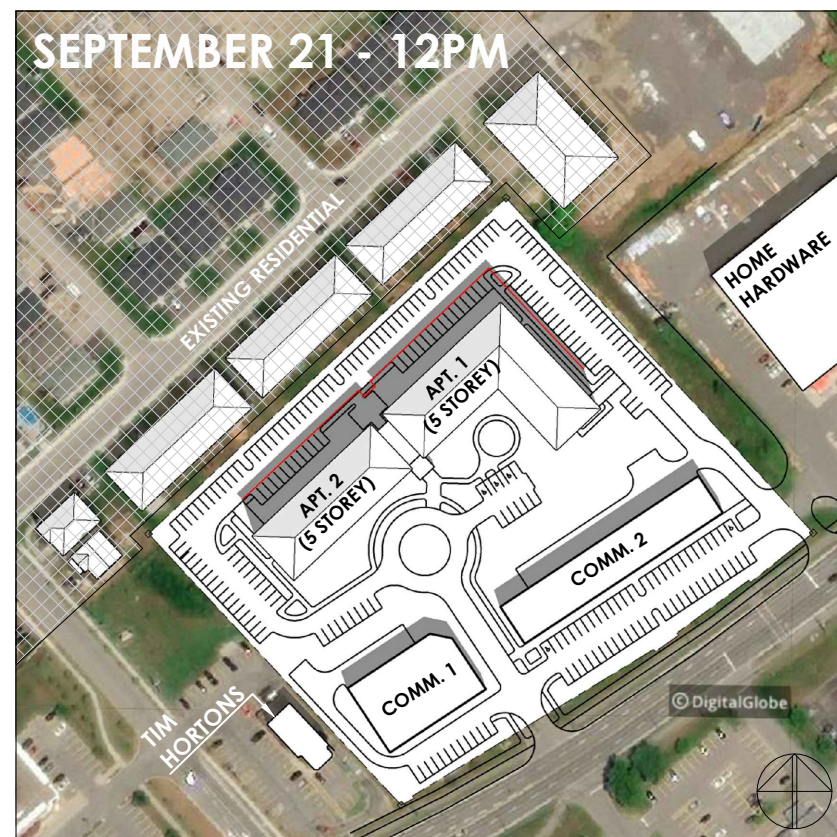 SEPTEMBER 21 - 12PM
EXISTING RESIDENTIAL
HOME
HARDWARE
APT. 1
(5 STOREY)
APT. 2
(5 STOREY)
COMM. 2
COMM. 1
TIM
HORTONS
© DigitalGlobe